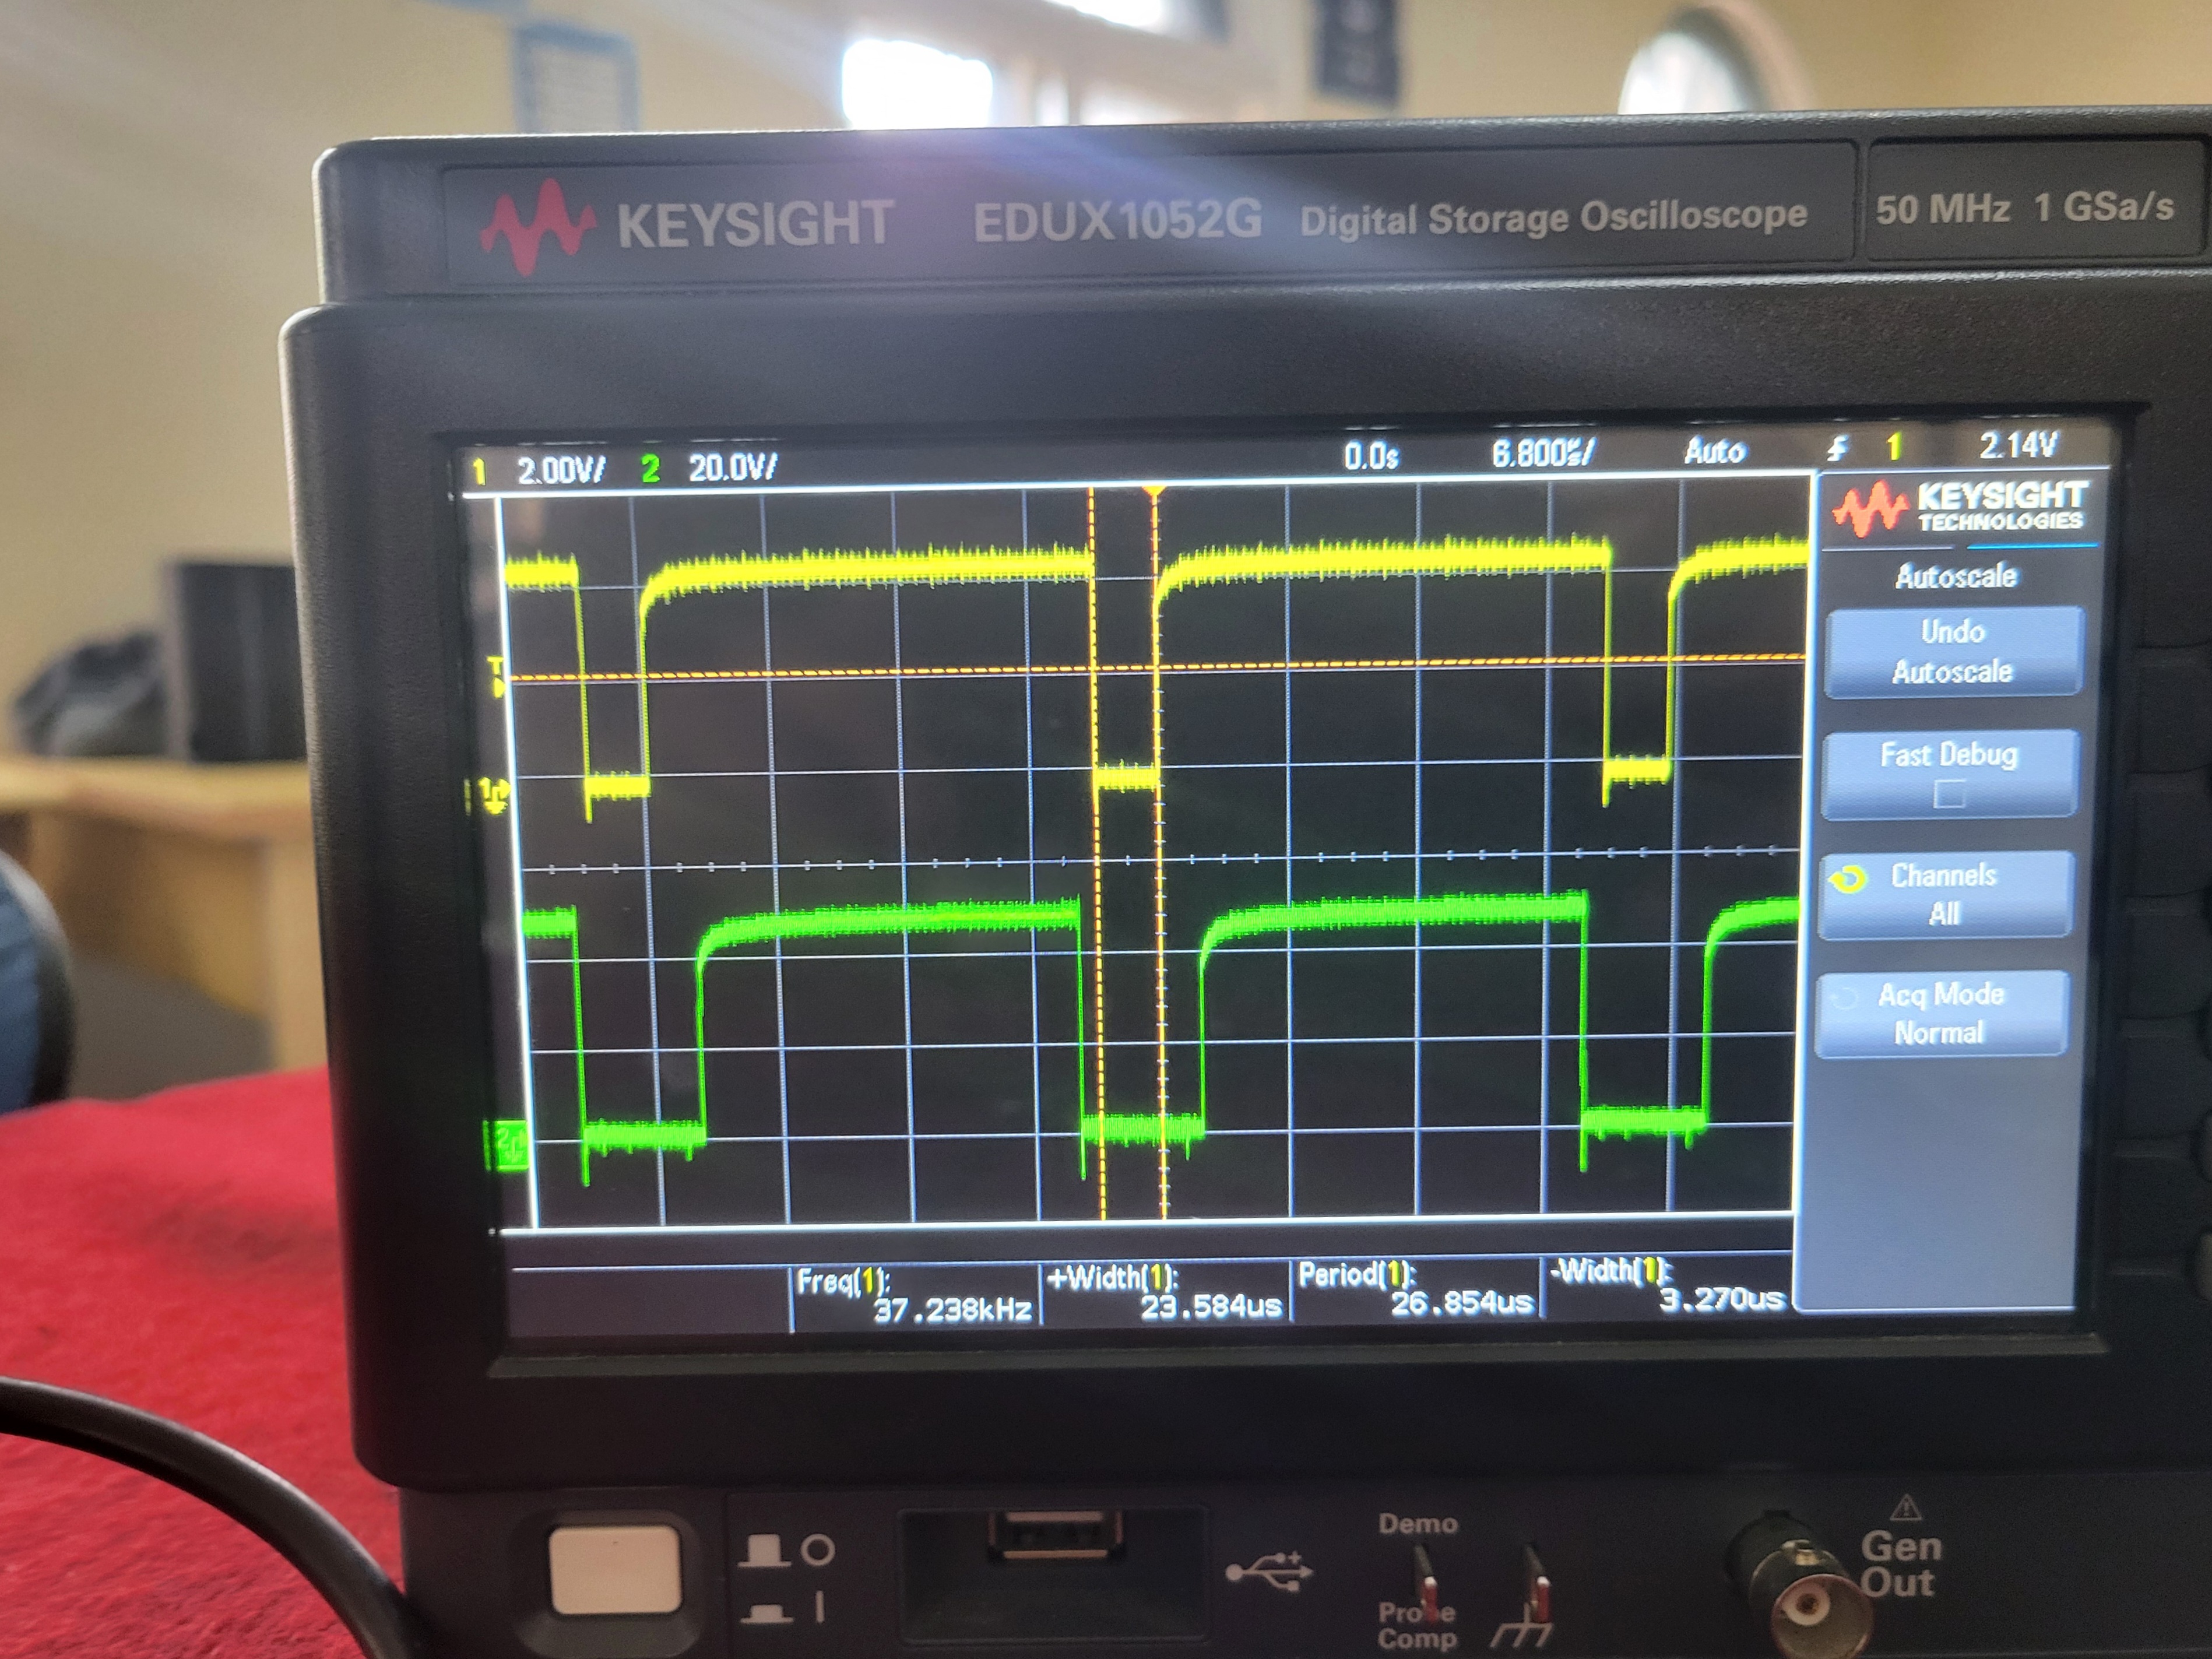 KEYSIGHT EDUX1052G Digital Storage Oscilloscope 50 MHz 1 GSa/s
1 2.00V/ 2 20.0V/ 0.0s 6.800us/ Auto 1 2.14V
KEYSIGHT
TECHNOLOGIES
Autoscale
Undo
Autoscale
Fast Debug
Channels
All
Acq Mode
Normal
T
1
2
Freq(1): +Width(1): Period(1): -Width(1):
37.238kHz 23.584us 26.854us 3.270us
Demo
Probe
Comp
Gen
Out